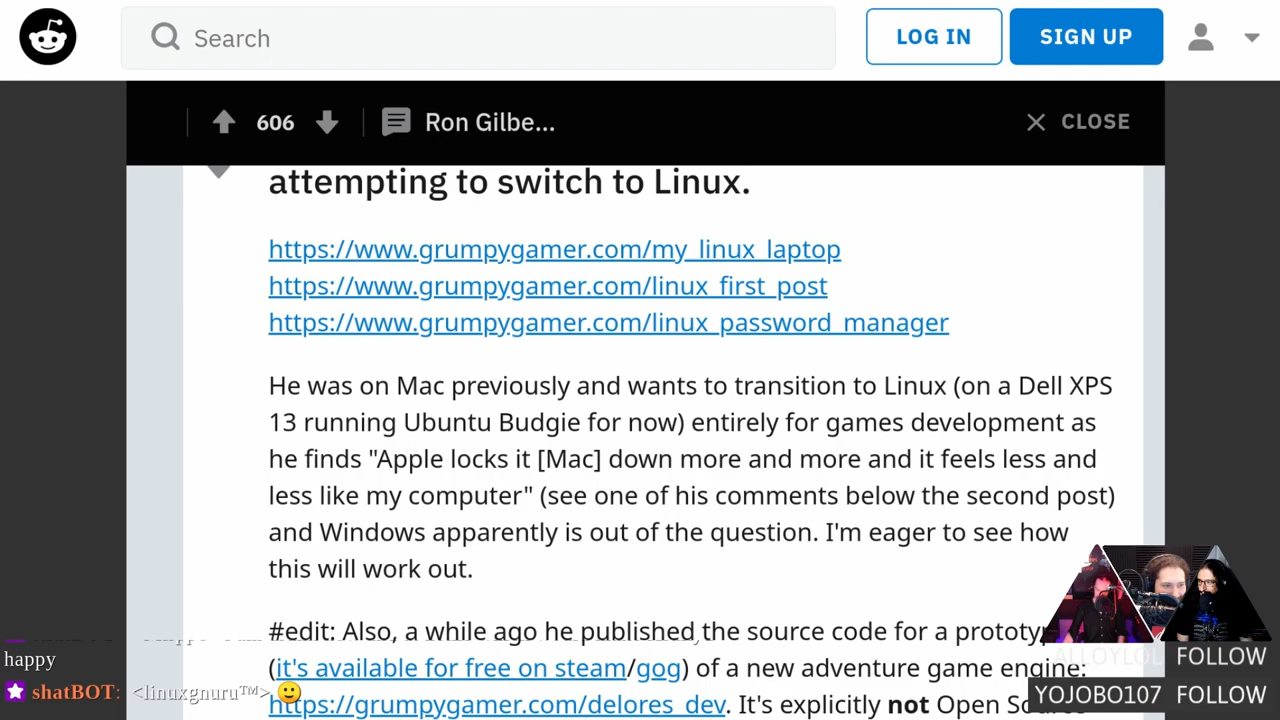 Search
LOG IN
SIGN UP
606
Ron Gilbe...
CLOSE
attempting to switch to Linux.
https://www.grumpygamer.com/my_linux_laptop
https://www.grumpygamer.com/linux_first_post
https://www.grumpygamer.com/linux_password_manager
He was on Mac previously and wants to transition to Linux (on a Dell XPS
13 running Ubuntu Budgie for now) entirely for games development as
he finds "Apple locks it [Mac] down more and more and it feels less and
less like my computer" (see one of his comments below the second post)
and Windows apparently is out of the question. I'm eager to see how
this will work out.
#edit: Also, a while ago he published the source code for a prototyp
(it's available for free on steam/gog) of a new adventure game engine:
https://grumpygamer.com/delores_dev. It's explicitly not Open Source
happy
shatBOT: <linuxgnuru™> 🙂
ALLOYLOL FOLLOW
YOJOBO107 FOLLOW